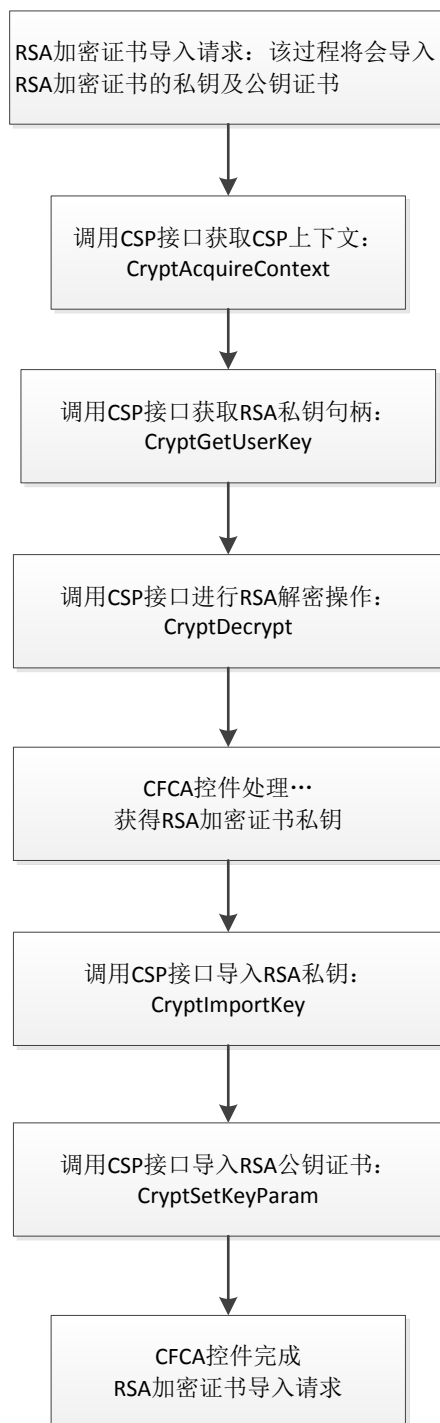 RSA加密证书导入请求：该过程将会导入
RSA加密证书的私钥及公钥证书
调用CSP接口获取CSP上下文：
CryptAcquireContext
调用CSP接口获取RSA私钥句柄：
CryptGetUserKey
调用CSP接口进行RSA解密操作：
CryptDecrypt
CFCA控件处理…
获得RSA加密证书私钥
调用CSP接口导入RSA私钥：
CryptImportKey
调用CSP接口导入RSA公钥证书：
CryptSetKeyParam
CFCA控件完成
RSA加密证书导入请求